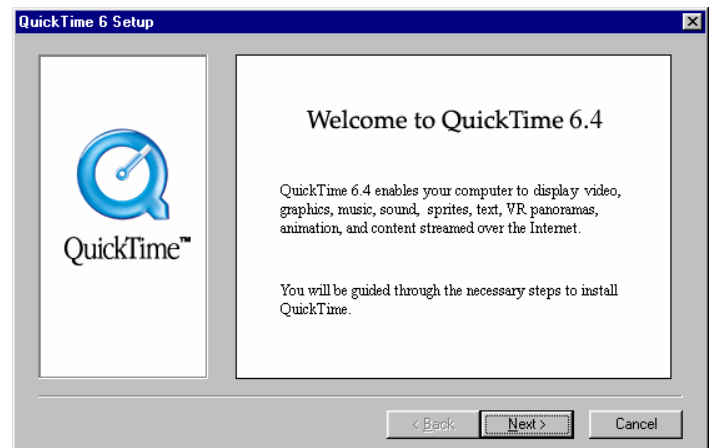 QuickTime 6 Setup
QuickTime™
Welcome to QuickTime 6.4
QuickTime 6.4 enables your computer to display video,
graphics, music, sound, sprites, text, VR panoramas,
animation, and content streamed over the Internet.
You will be guided through the necessary steps to install
QuickTime.
< Back
Next >
Cancel